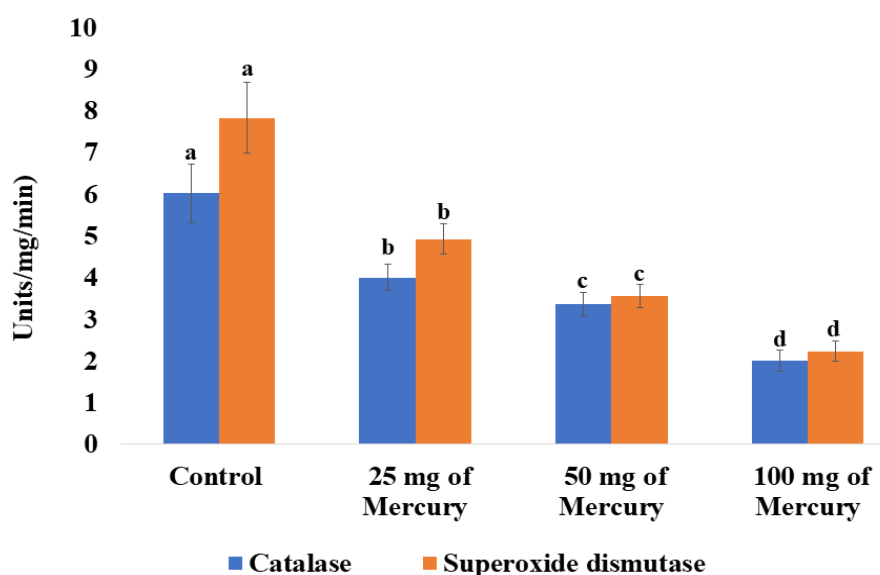 10
9
8
7
6
5
4
3
2
1
0
Units/mg/min)
a
a
b
b
c
c
d
d
Control
25 mg of
Mercury
50 mg of
Mercury
100 mg of
Mercury
Catalase
Superoxide dismutase